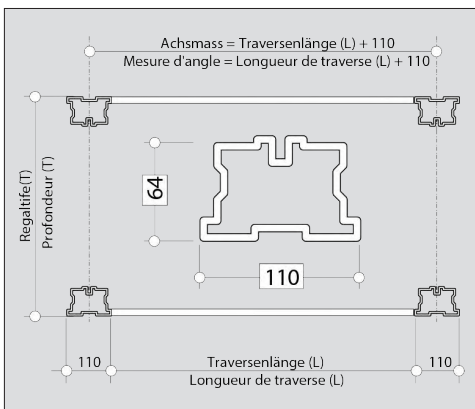 Achsmass = Traversenlänge (L) + 110
Mesure d'angle = Longueur de traverse (L) + 110
Regaltife(T)
Profondeur (T)
64
110
110
Traversenlänge (L)
Longueur de traverse (L)
110